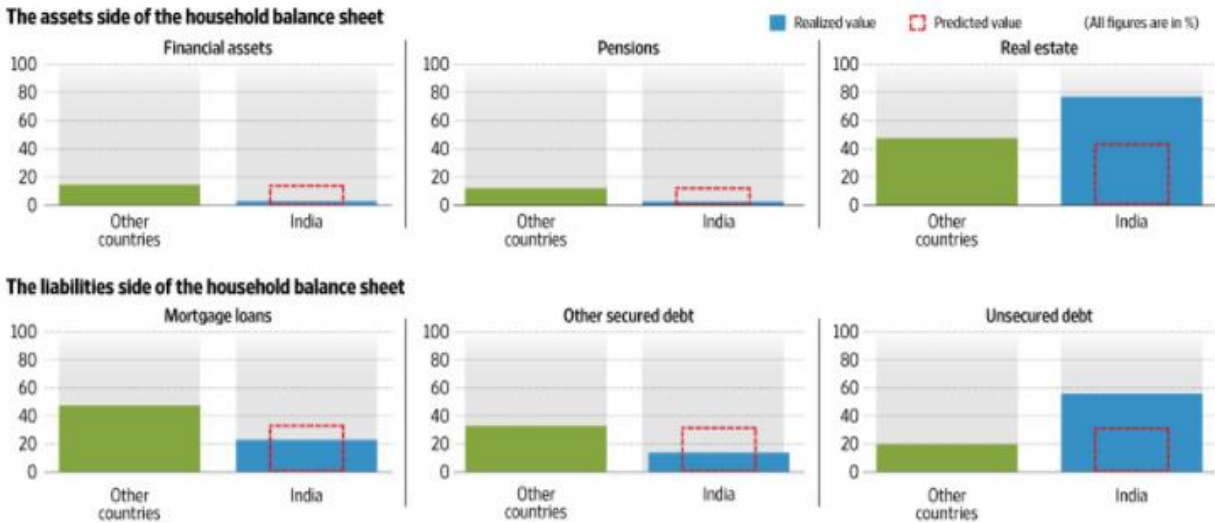 The assets side of the household balance sheet
Realized value Predicted value (All figures are in %)
Financial assets Pensions Real estate
100 100 100
80 80 80
60 60 60
40 40 40
20 20 20
0 0 0
Other countries India Other countries India Other countries India
The liabilities side of the household balance sheet
Mortgage loans Other secured debt Unsecured debt
100 100 100
80 80 80
60 60 60
40 40 40
20 20 20
0 0 0
Other countries India Other countries India Other countries India